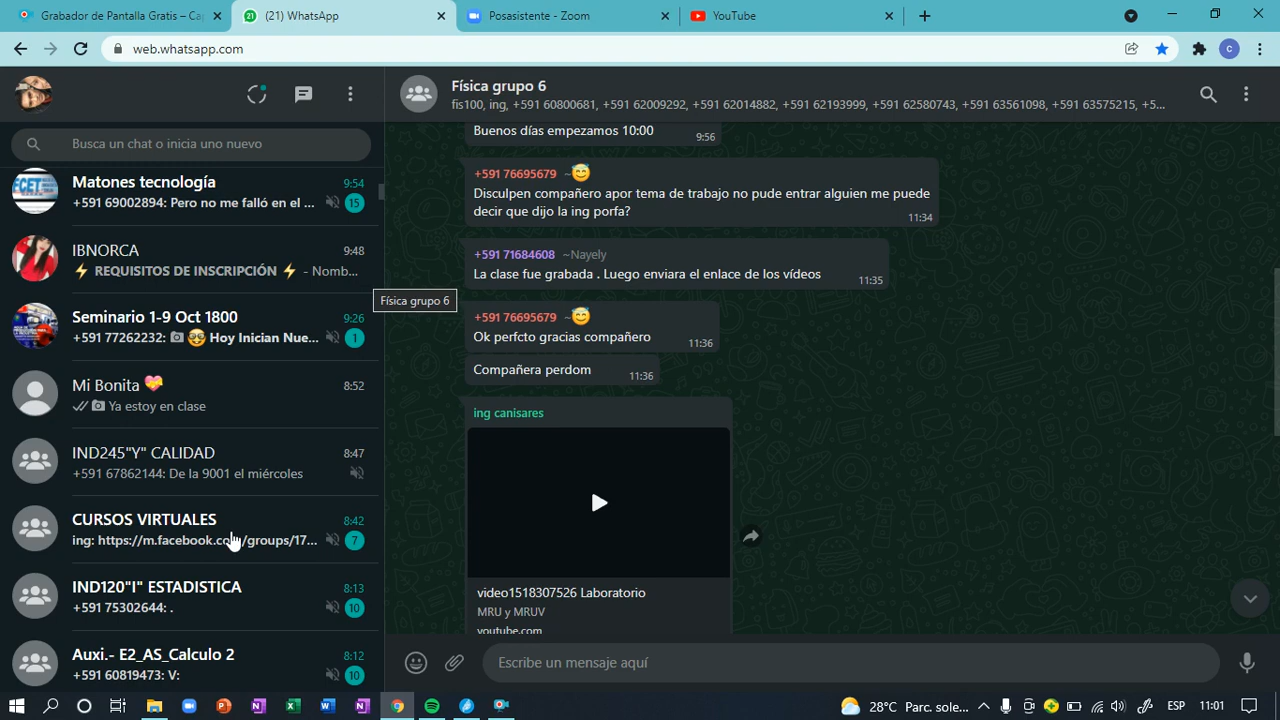 Grabador de Pantalla Gratis – Ca
(21) WhatsApp
Posasistente - Zoom
YouTube
web.whatsapp.com
C
Busca un chat o inicia uno nuevo
Matones tecnología
9:54
+591 69002894: Pero no me falló en el ...
15
IBNORCA
9:48
⚡ REQUISITOS DE INSCRIPCIÓN ⚡ - Nomb...
Seminario 1-9 Oct 1800
9:26
+591 77262232: 📷 🤓 Hoy Inician Nue...
1
Mi Bonita 💝
8:52
Ya estoy en clase
IND245"Y" CALIDAD
8:47
+591 67862144: De la 9001 el miércoles
CURSOS VIRTUALES
8:42
ing: https://m.facebook.com/groups/17...
7
IND120"I" ESTADISTICA
8:13
+591 75302644: .
10
Auxi.- E2_AS_Calculo 2
8:12
+591 60819473: V:
10
Física grupo 6
Física grupo 6
fis100, ing, +591 60800681, +591 62009292, +591 62014882, +591 62193999, +591 62580743, +591 63561098, +591 63575215, +5...
Buenos días empezamos 10:00
9:56
+591 76695679 ~😇
Disculpen compañero apor tema de trabajo no pude entrar alguien me puede
decir que dijo la ing porfa?
11:34
+591 71684608 ~Nayely
La clase fue grabada . Luego enviara el enlace de los vídeos
11:35
+591 76695679 ~😇
Ok perfcto gracias compañero
11:36
Compañera perdom
11:36
ing canisares
video1518307526 Laboratorio
MRU y MRUV
youtube.com
Escribe un mensaje aquí
28°C Parc. sole...
ESP
11:01